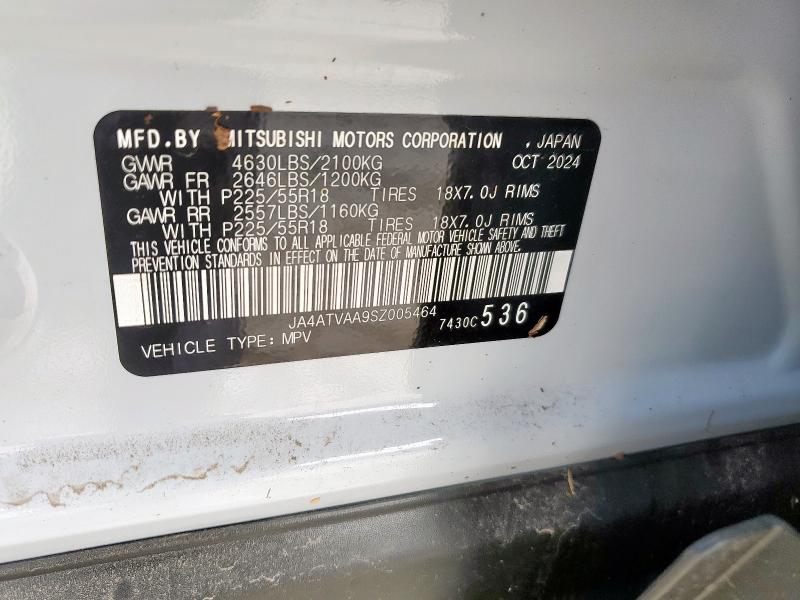 MFD.BY MITSUBISHI MOTORS CORPORATION , JAPAN
GVWR 4630LBS/2100KG OCT 2024
GAWR FR 2646LBS/1200KG
WITH P225/55R18 TIRES 18X7.0J RIMS
GAWR RR 2557LBS/1160KG
WITH P225/55R18 TIRES 18X7.0J RIMS
THIS VEHICLE CONFORMS TO ALL APPLICABLE FEDERAL MOTOR VEHICLE SAFETY AND THEFT
PREVENTION STANDARDS IN EFFECT ON THE DATE OF MANUFACTURE SHOWN ABOVE.
JA4ATVAA9SZ005464 7430C 536
VEHICLE TYPE: MPV